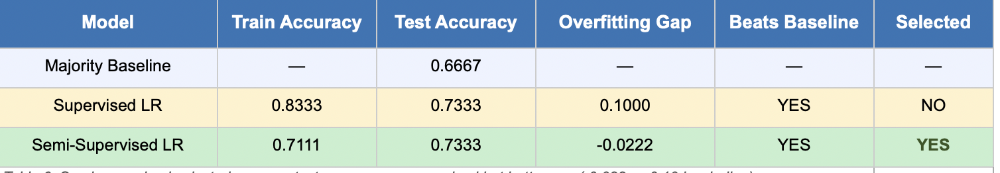 Model Train Accuracy Test Accuracy Overfitting Gap Beats Baseline Selected
Majority Baseline — 0.6667 — — —
Supervised LR 0.8333 0.7333 0.1000 YES NO
Semi-Supervised LR 0.7111 0.7333 -0.0222 YES YES